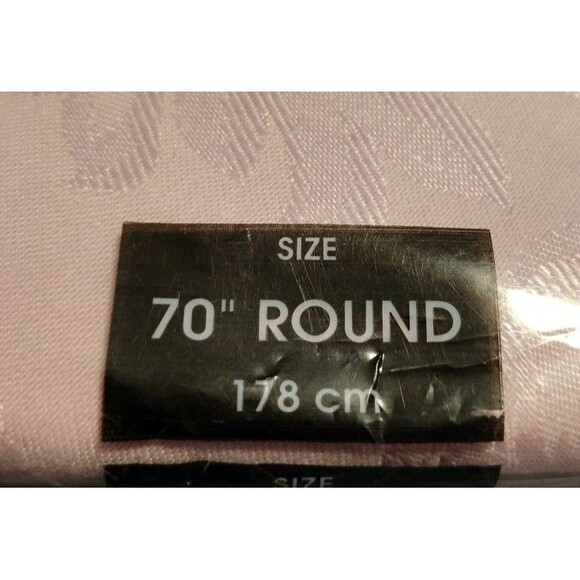 SIZE
70" ROUND
178 cm
SIZE